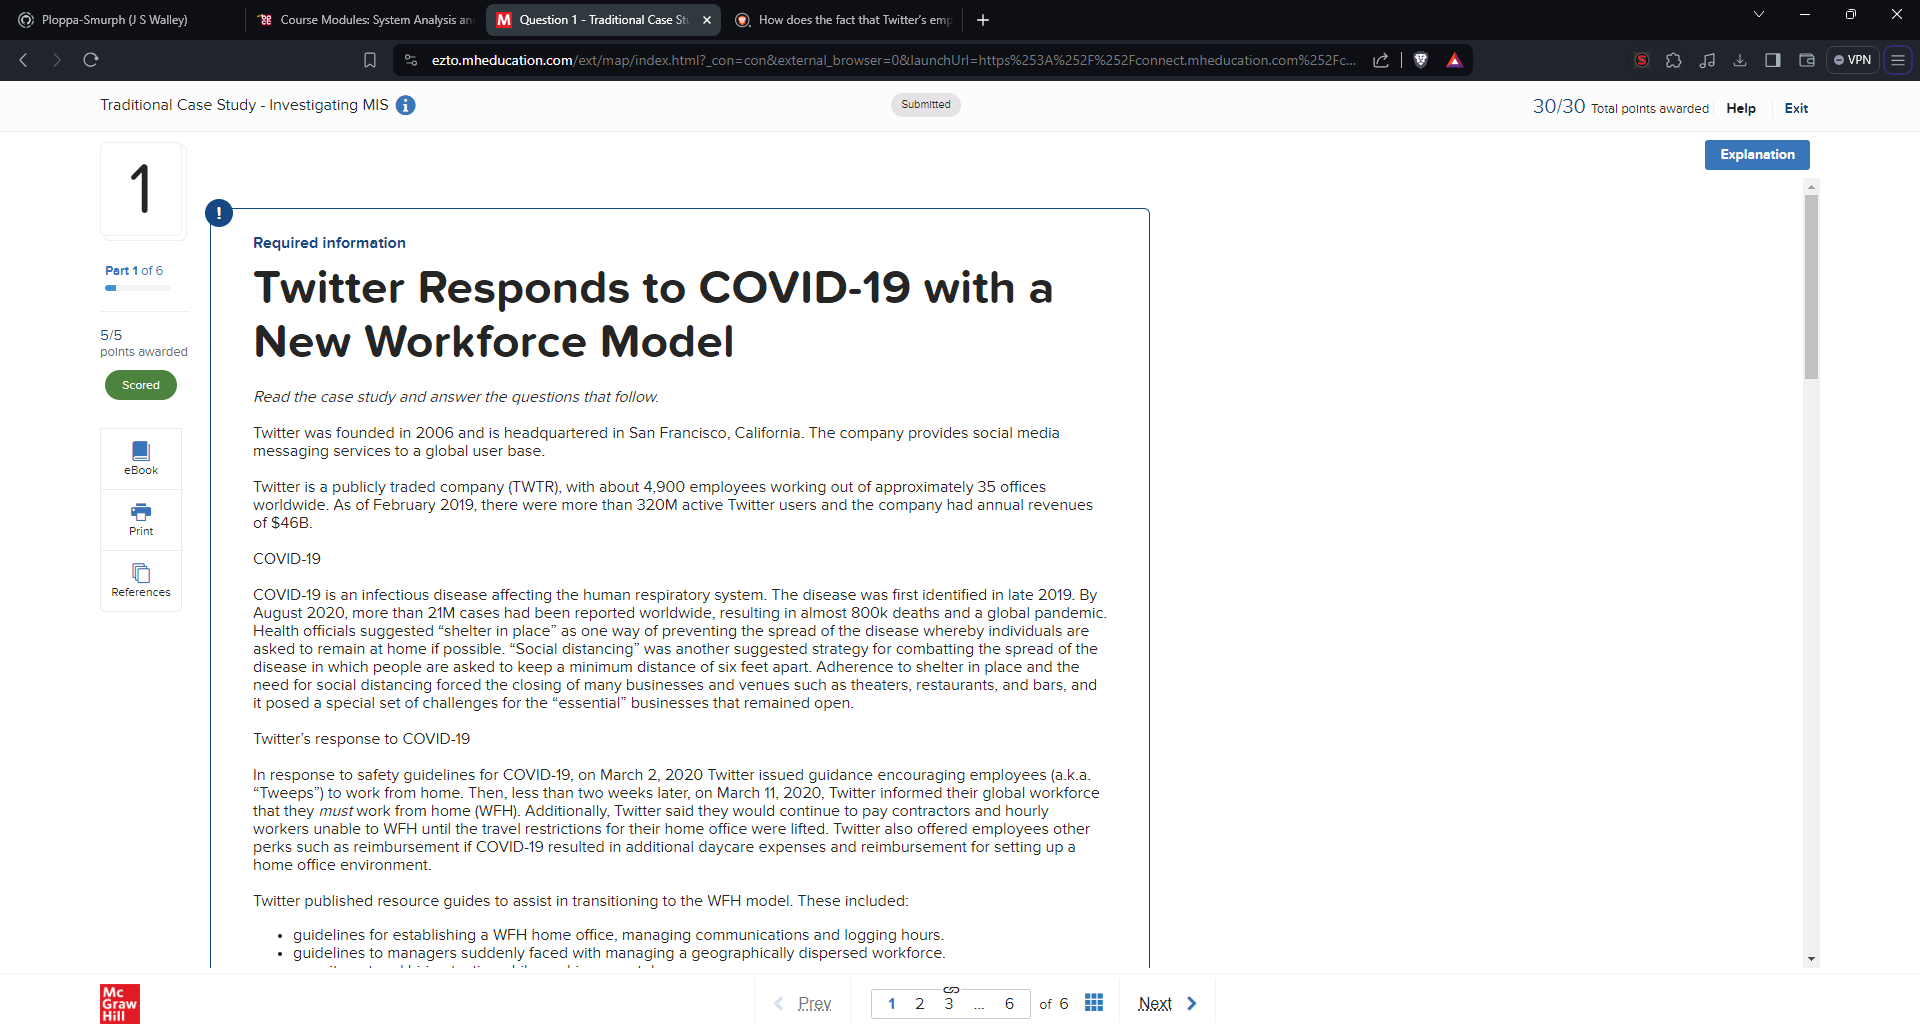 Ploppa-Smurph (J S Walley)
Course Modules: System Analysis an
Question 1 - Traditional Case St
How does the fact that Twitter's emp
ezto.mheducation.com/ext/map/index.html?_con=con&external_browser=0&launchUrl=https%253A%252F%252Fconnect.mheducation.com%252Fc...
VPN
Traditional Case Study - Investigating MIS
Submitted
30/30 Total points awarded
Help
Exit
Explanation
1
Part 1 of 6
5/5
points awarded
Scored
eBook
Print
References
!
Required information
Twitter Responds to COVID-19 with a
New Workforce Model
Read the case study and answer the questions that follow.
Twitter was founded in 2006 and is headquartered in San Francisco, California. The company provides social media
messaging services to a global user base.
Twitter is a publicly traded company (TWTR), with about 4,900 employees working out of approximately 35 offices
worldwide. As of February 2019, there were more than 320M active Twitter users and the company had annual revenues
of $46B.
COVID-19
COVID-19 is an infectious disease affecting the human respiratory system. The disease was first identified in late 2019. By
August 2020, more than 21M cases had been reported worldwide, resulting in almost 800k deaths and a global pandemic.
Health officials suggested “shelter in place” as one way of preventing the spread of the disease whereby individuals are
asked to remain at home if possible. “Social distancing” was another suggested strategy for combatting the spread of the
disease in which people are asked to keep a minimum distance of six feet apart. Adherence to shelter in place and the
need for social distancing forced the closing of many businesses and venues such as theaters, restaurants, and bars, and
it posed a special set of challenges for the “essential” businesses that remained open.
Twitter’s response to COVID-19
In response to safety guidelines for COVID-19, on March 2, 2020 Twitter issued guidance encouraging employees (a.k.a.
“Tweeps”) to work from home. Then, less than two weeks later, on March 11, 2020, Twitter informed their global workforce
that they must work from home (WFH). Additionally, Twitter said they would continue to pay contractors and hourly
workers unable to WFH until the travel restrictions for their home office were lifted. Twitter also offered employees other
perks such as reimbursement if COVID-19 resulted in additional daycare expenses and reimbursement for setting up a
home office environment.
Twitter published resource guides to assist in transitioning to the WFH model. These included:
• guidelines for establishing a WFH home office, managing communications and logging hours.
• guidelines to managers suddenly faced with managing a geographically dispersed workforce.
Mc
Graw
Hill
Prev
1 2 3 ... 6 of 6
Next